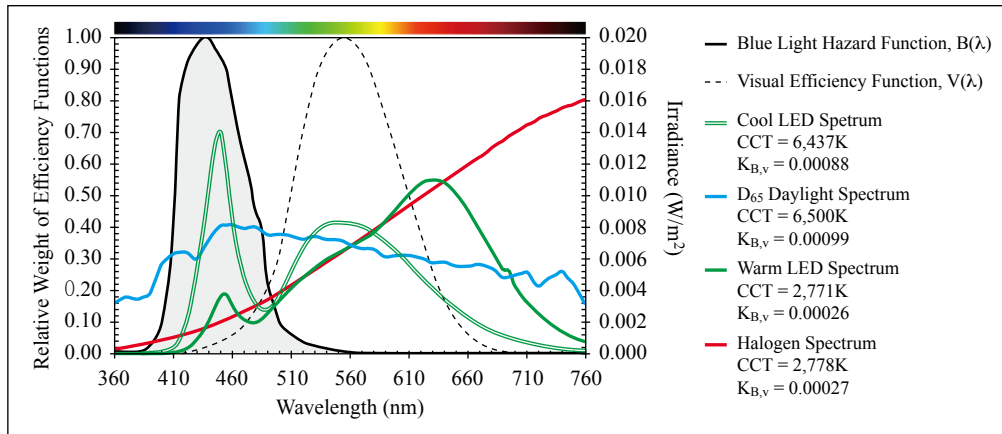 Relative Weight of Efficiency Functions
1.00
0.90
0.80
0.70
0.60
0.50
0.40
0.30
0.20
0.10
0.00
360 410 460 510 560 610 660 710 760
Wavelength (nm)
0.020
0.018
0.016
0.014
0.012
0.010
0.008
0.006
0.004
0.002
0.000
Irradiance (W/m²)
Blue Light Hazard Function, B(λ)
Visual Efficiency Function, V(λ)
Cool LED Spetrum
CCT = 6,437K
K_B,v = 0.00088
D₆₅ Daylight Spectrum
CCT = 6,500K
K_B,v = 0.00099
Warm LED Spectrum
CCT = 2,771K
K_B,v = 0.00026
Halogen Spectrum
CCT = 2,778K
K_B,v = 0.00027